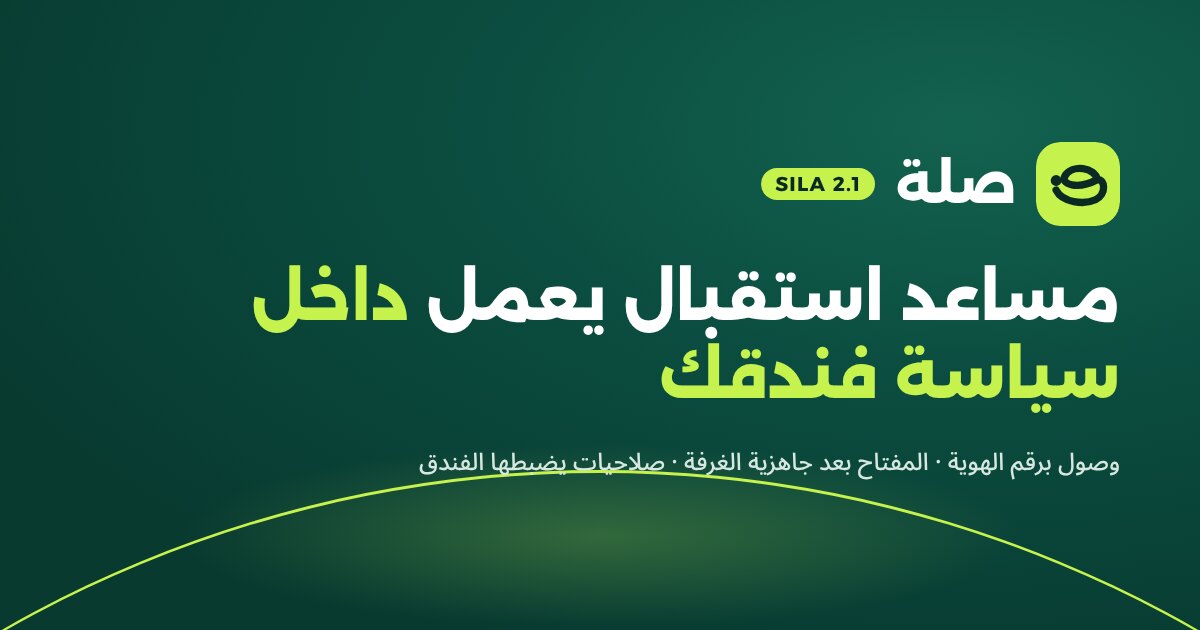 صلة SILA 2.1
مساعد استقبال يعمل داخل
سياسة فندقك
وصول برقم الهوية · المفتاح بعد جاهزية الغرفة · صلاحيات يضبطها الفندق